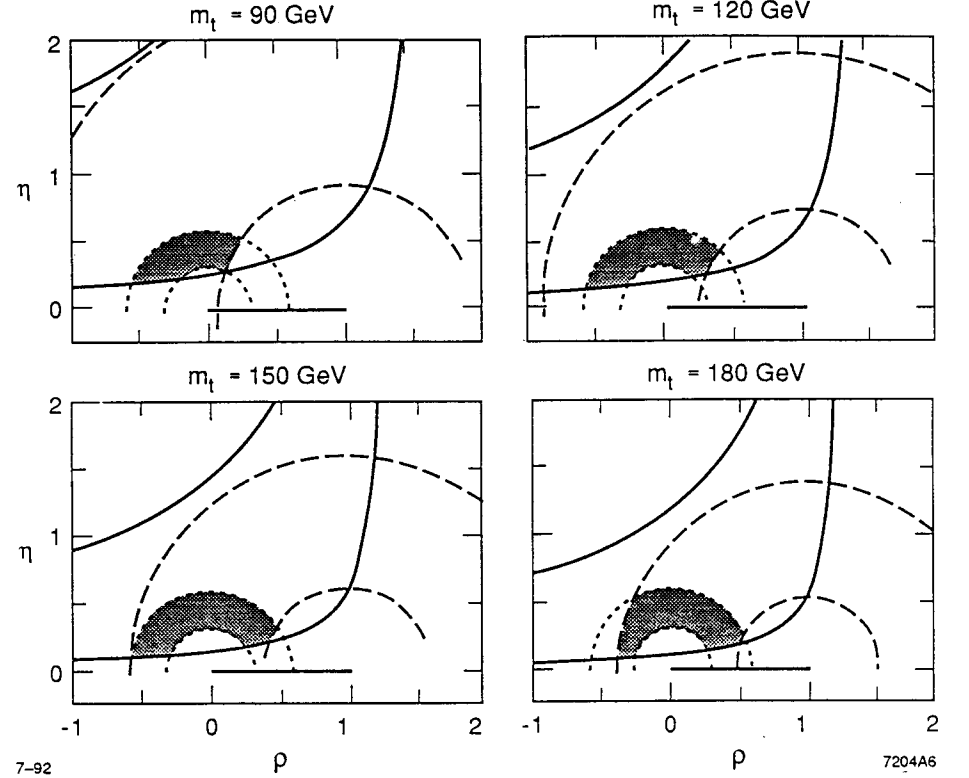 m_t = 90 GeV
m_t = 120 GeV
2
η
1
0
m_t = 150 GeV
m_t = 180 GeV
2
η
1
0
-1 0 1 2
-1 0 1 2
ρ
ρ
7–92
7204A6